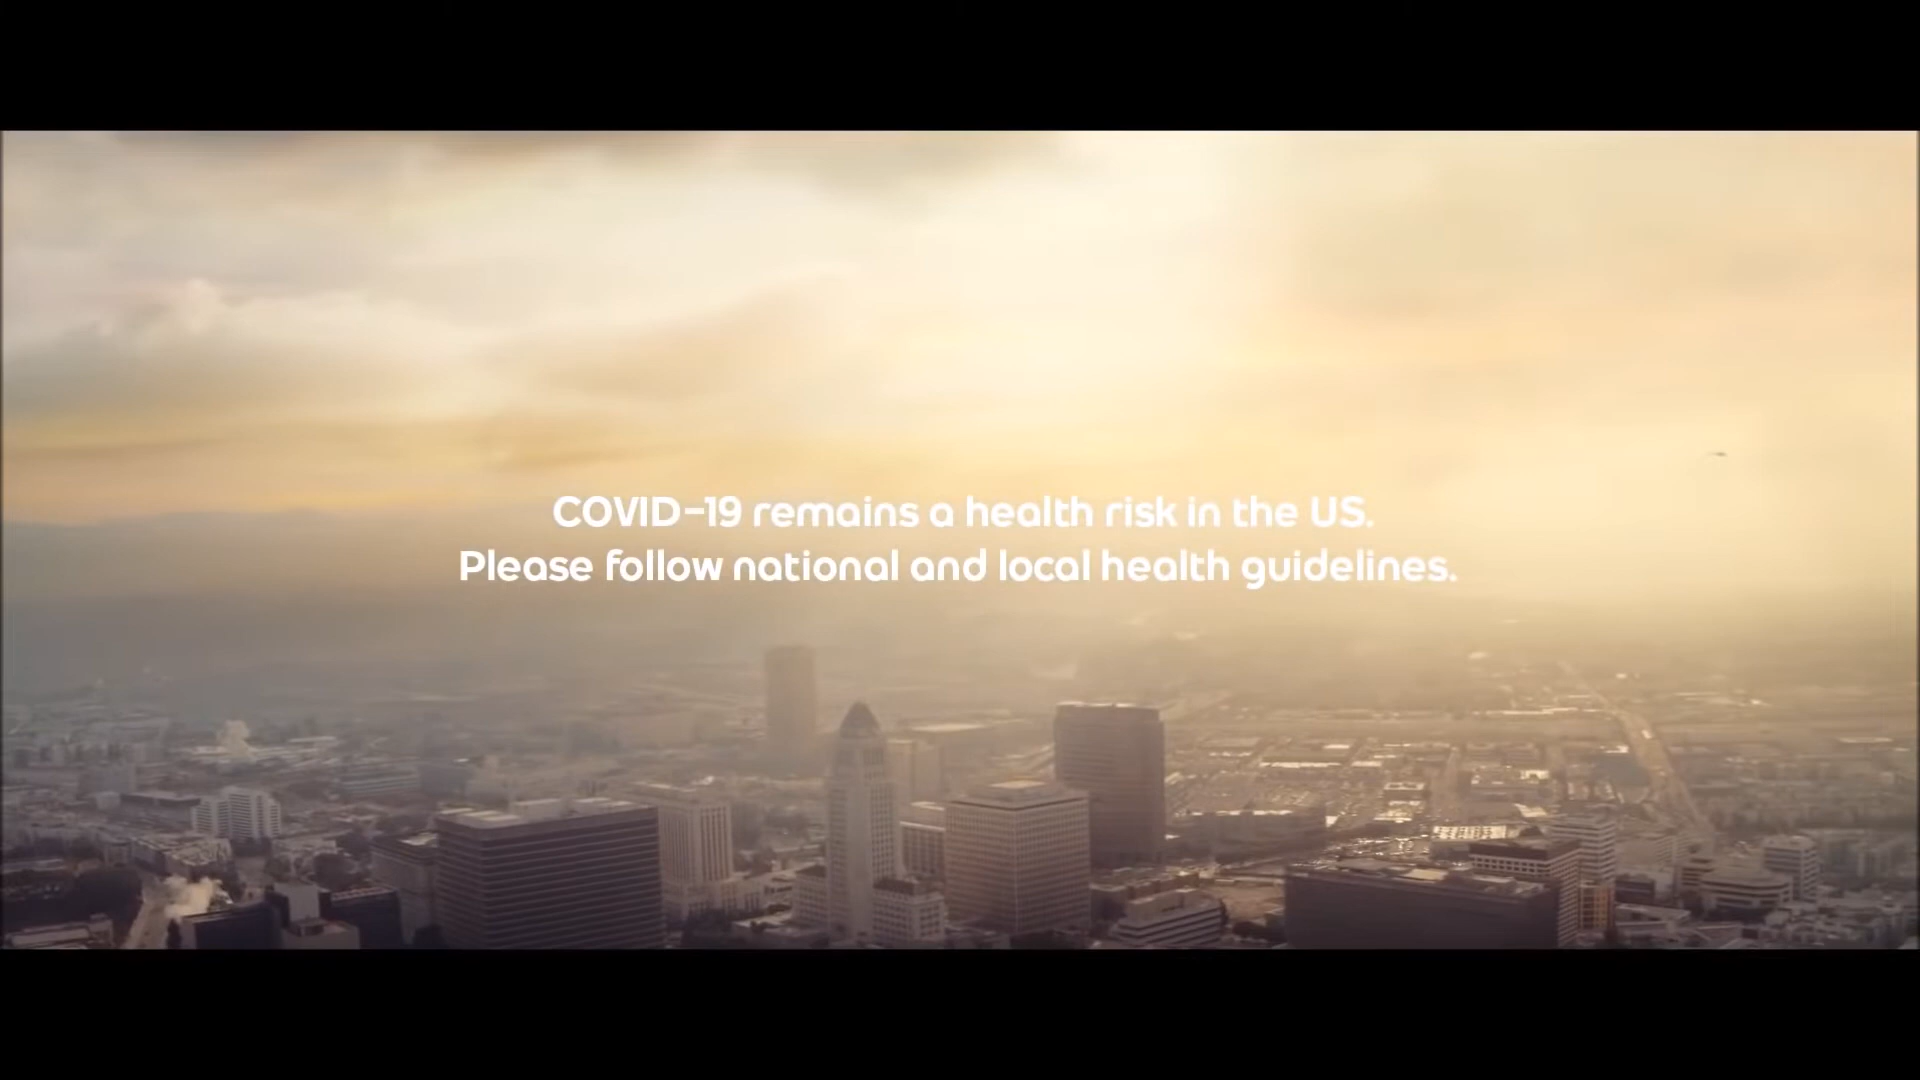 COVID-19 remains a health risk in the US.
Please follow national and local health guidelines.